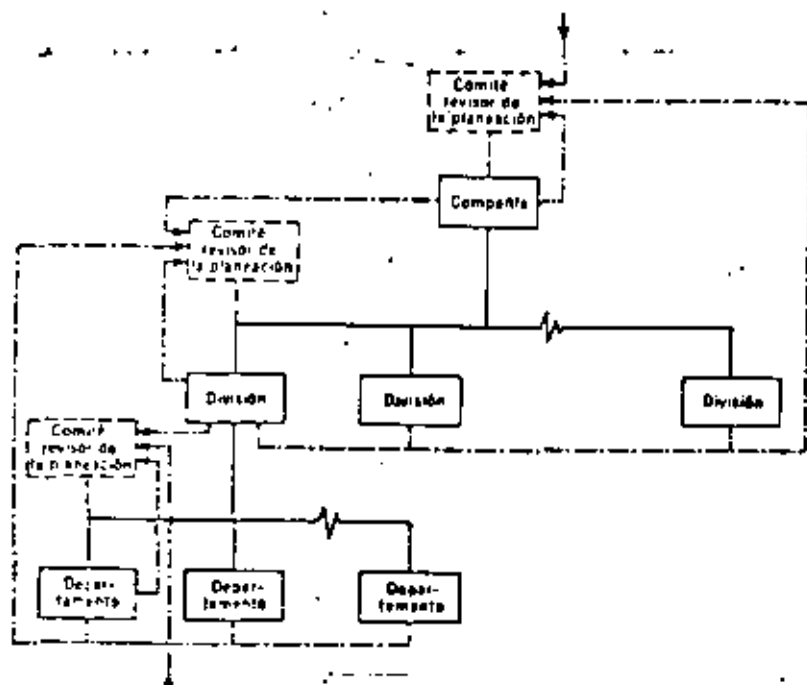 Comité
revisor de
la planeación
Compañía
Comité
revisor de
la planeación
División
División
División
Comité
revisor de
la planeación
Depar-
tamento
Depar-
tamento
Depar-
tamento